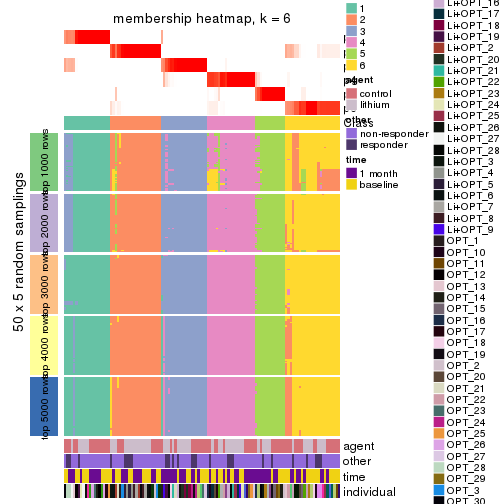 membership heatmap, k = 6
50 x 5 random samplings
top 1000 rows
top 2000 rows
top 3000 rows
top 4000 rows
top 5000 rows
Class
agent
other
time
individual
1
2
3
4
5
6
agent
control
lithium
Other
non-responder
responder
time
1 month
baseline
Li+OPT_16
Li+OPT_17
Li+OPT_18
Li+OPT_19
Li+OPT_2
Li+OPT_20
Li+OPT_21
Li+OPT_22
Li+OPT_23
Li+OPT_24
Li+OPT_25
Li+OPT_26
Li+OPT_27
Li+OPT_28
Li+OPT_3
Li+OPT_4
Li+OPT_5
Li+OPT_6
Li+OPT_7
Li+OPT_8
Li+OPT_9
OPT_1
OPT_10
OPT_11
OPT_12
OPT_13
OPT_14
OPT_15
OPT_16
OPT_17
OPT_18
OPT_19
OPT_2
OPT_20
OPT_21
OPT_22
OPT_23
OPT_24
OPT_25
OPT_26
OPT_27
OPT_28
OPT_29
OPT_3